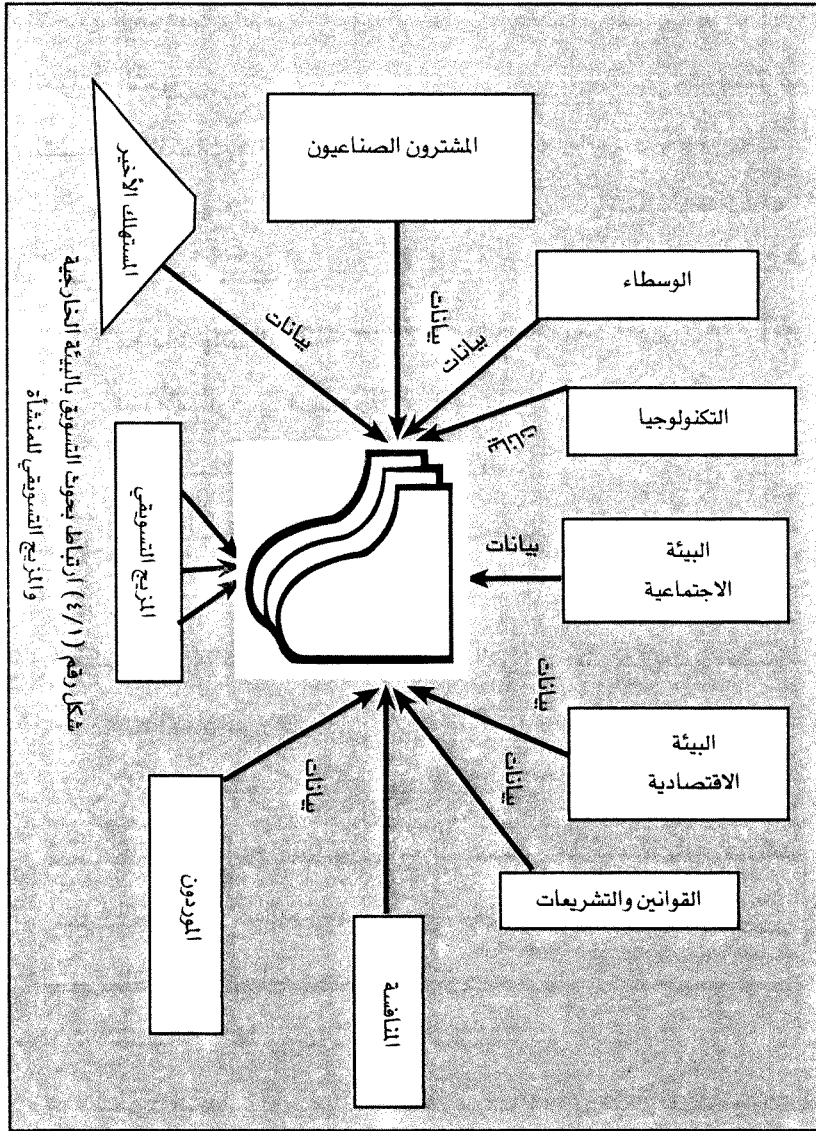 المشترون الصناعيون
المستهلك الأخير
الوسطاء
التكنولوجيا
البيئة
الاجتماعية
البيئة
الاقتصادية
القوانين والتشريعات
المنافسة
الموردون
المزيج التسويقي
بيانات
بيانات
بيانات
بيانات
بيانات
بيانات
بيانات
بيانات
شكل رقم (٤/١) ارتباط بحوث التسويق بالبيئة الخارجية
والمزيج التسويقي للمنشأة